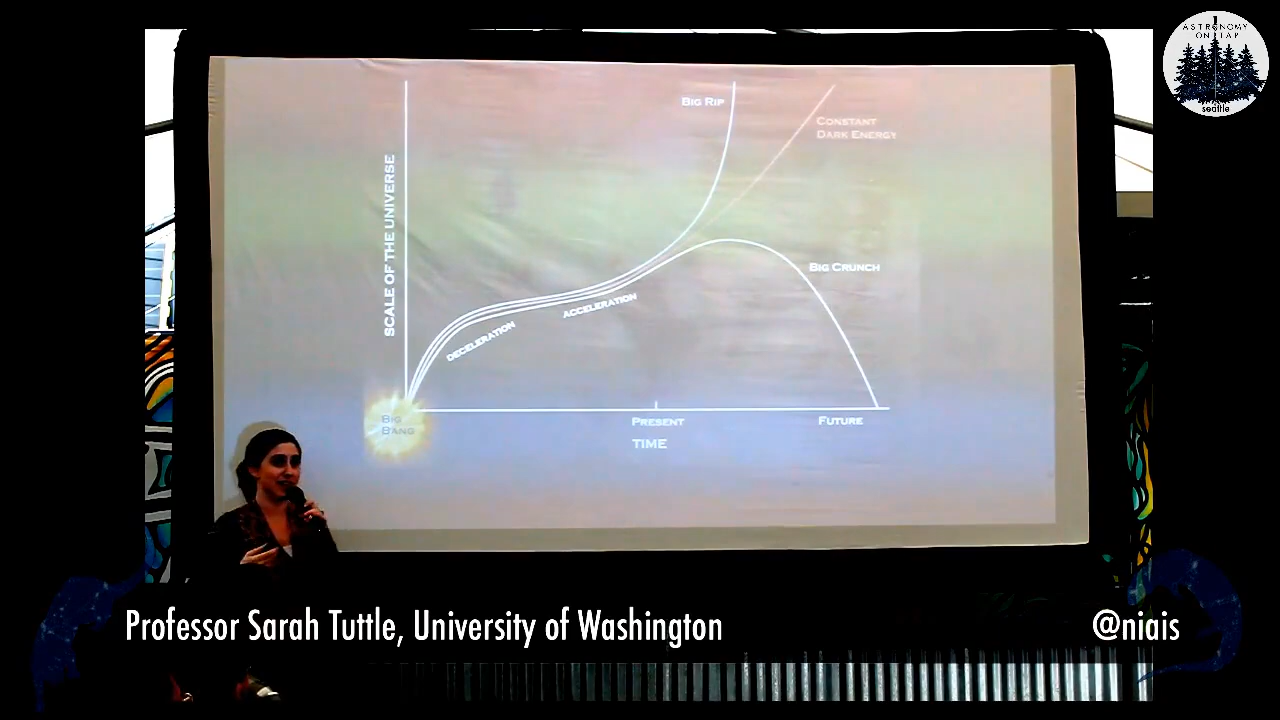 ASTRONOMY
ON TAP
seattle
BIG RIP
CONSTANT
DARK ENERGY
SCALE OF THE UNIVERSE
BIG CRUNCH
ACCELERATION
DECELERATION
BIG
BANG
PRESENT
FUTURE
TIME
Professor Sarah Tuttle, University of Washington
@niais